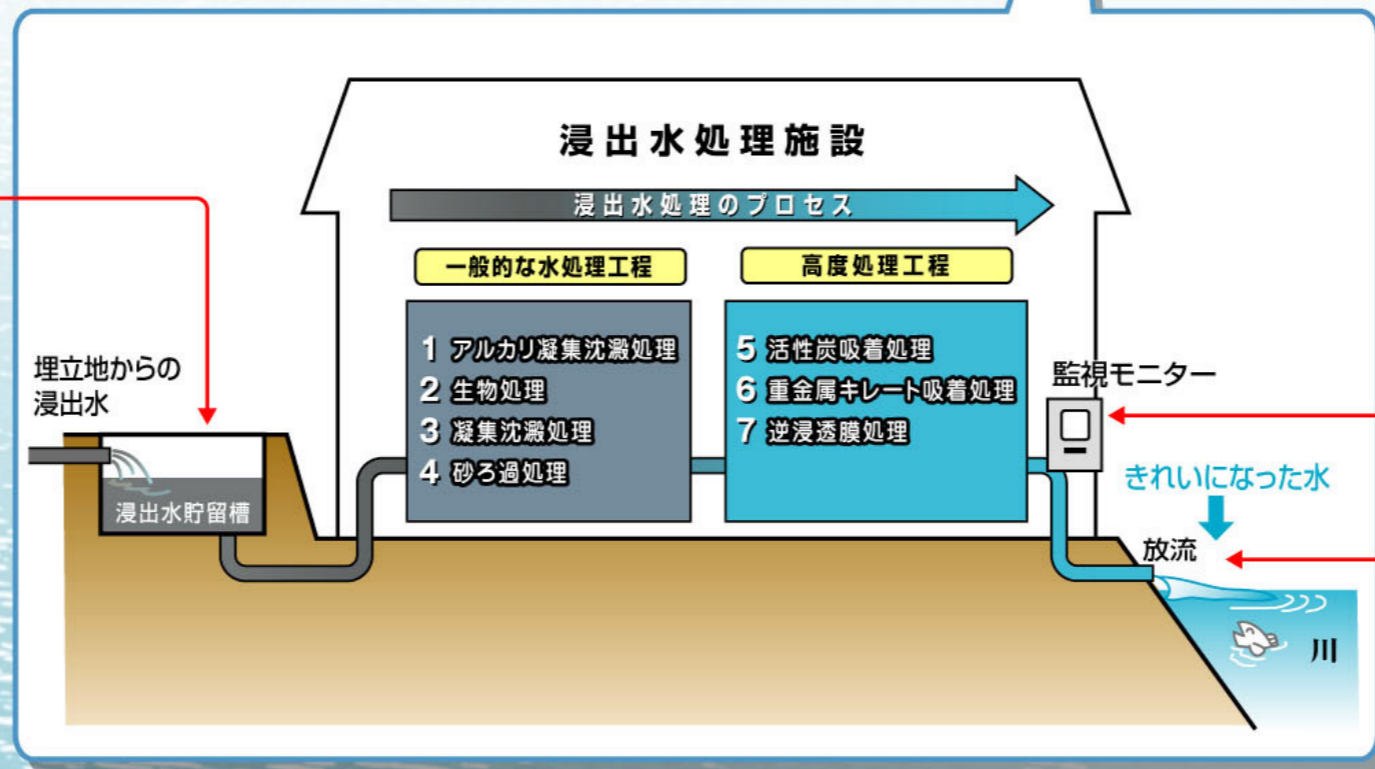 浸出水処理施設
浸出水処理のプロセス
一般的な水処理工程
1 アルカリ凝集沈澱処理
2 生物処理
3 凝集沈澱処理
4 砂ろ過処理
高度処理工程
5 活性炭吸着処理
6 重金属キレート吸着処理
7 逆浸透膜処理
埋立地からの
浸出水
浸出水貯留槽
監視モニター
きれいになった水
放流
川